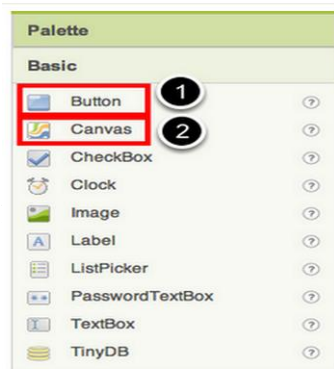 Palette
Basic
Button 1 ?
Canvas 2 ?
CheckBox ?
Clock ?
Image ?
A Label ?
ListPicker ?
PasswordTextBox ?
TextBox ?
TinyDB ?